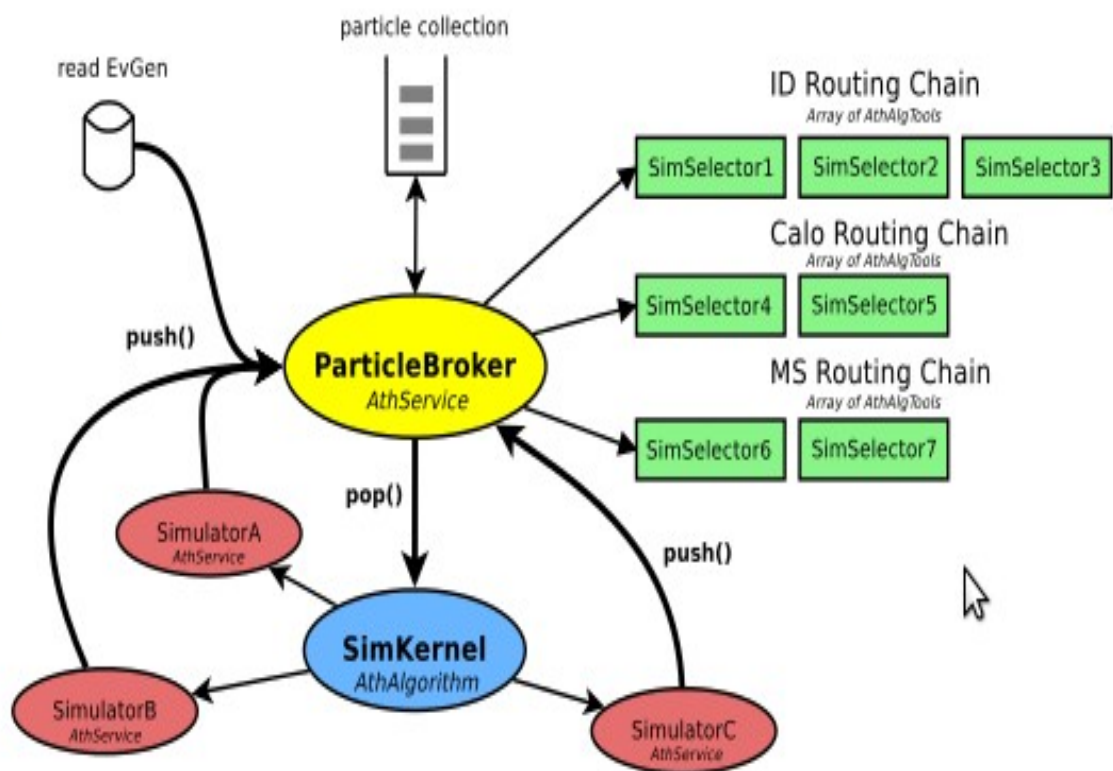 particle collection
read EvGen
ID Routing Chain
Array of AthAlgTools
SimSelector1
SimSelector2
SimSelector3
Calo Routing Chain
Array of AthAlgTools
SimSelector4
SimSelector5
push()
ParticleBroker
AthService
MS Routing Chain
Array of AthAlgTools
SimSelector6
SimSelector7
pop()
SimulatorA
AthService
push()
SimKernel
AthAlgorithm
SimulatorB
AthService
SimulatorC
AthService